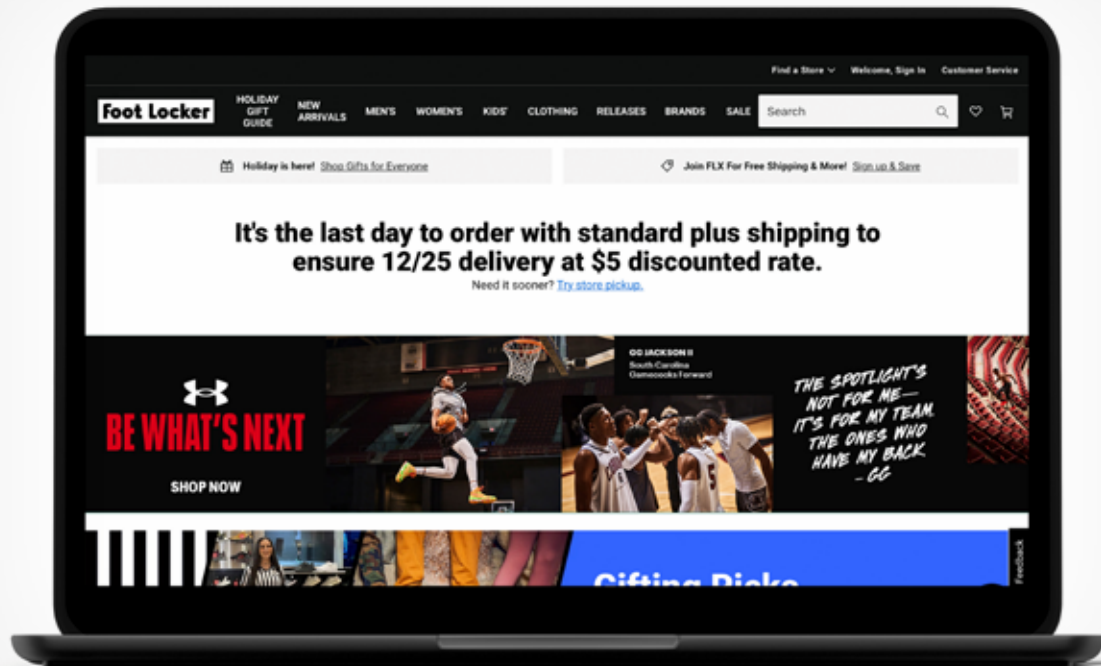 Find a Store
Welcome, Sign In
Customer Service
Foot Locker
HOLIDAY
GIFT
GUIDE
NEW
ARRIVALS
MEN'S
WOMEN'S
KIDS'
CLOTHING
RELEASES
BRANDS
SALE
Search
Holiday is here! Shop Gifts for Everyone
Join FLX For Free Shipping & More! Sign up & Save
It's the last day to order with standard plus shipping to
ensure 12/25 delivery at $5 discounted rate.
Need it sooner? Try store pickup.
BE WHAT'S NEXT
SHOP NOW
GG JACKSON II
South Carolina
Gamecocks Forward
THE SPOTLIGHT'S
NOT FOR ME—
IT'S FOR MY TEAM.
THE ONES WHO
HAVE MY BACK.
- GG
5
Gifting Picks
Feedback